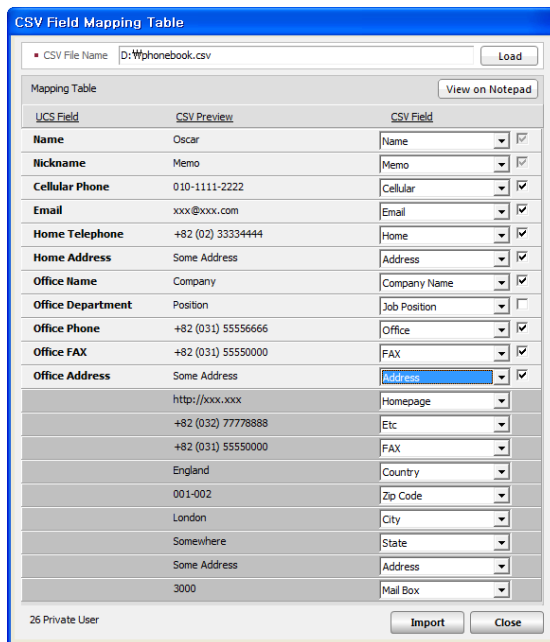 CSV Field Mapping Table
CSV File Name D:₩phonebook.csv Load
Mapping Table View on Notepad
UCS Field CSV Preview CSV Field
Name Oscar Name
Nickname Memo Memo
Cellular Phone 010-1111-2222 Cellular
Email xxx@xxx.com Email
Home Telephone +82 (02) 33334444 Home
Home Address Some Address Address
Office Name Company Company Name
Office Department Position Job Position
Office Phone +82 (031) 55556666 Office
Office FAX +82 (031) 55550000 FAX
Office Address Some Address Address
http://xxx.xxx Homepage
+82 (032) 77778888 Etc
+82 (031) 55550000 FAX
England Country
001-002 Zip Code
London City
Somewhere State
Some Address Address
3000 Mail Box
26 Private User Import Close